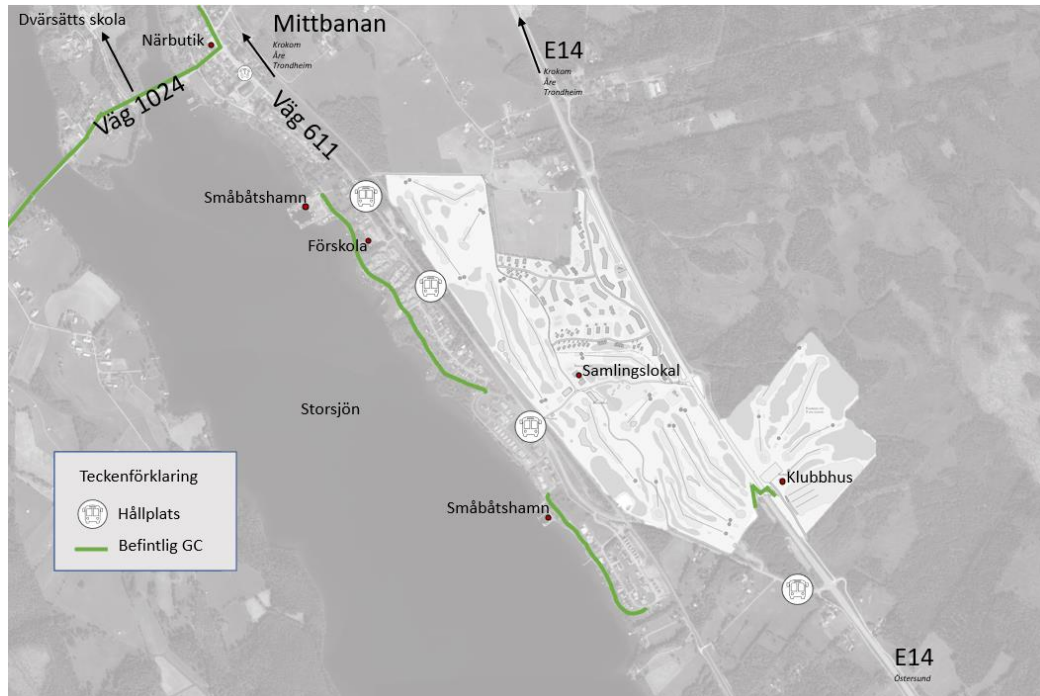 Dvärsätts skola
Närbutik
Mittbanan
Krokom
Åre
Trondheim
E14
Krokom
Åre
Trondheim
Väg 1024
Väg 611
Småbåtshamn
Förskola
Samlingslokal
Storsjön
Klubbhus
Småbåtshamn
Teckenförklaring
Hållplats
Befintlig GC
E14
Östersund